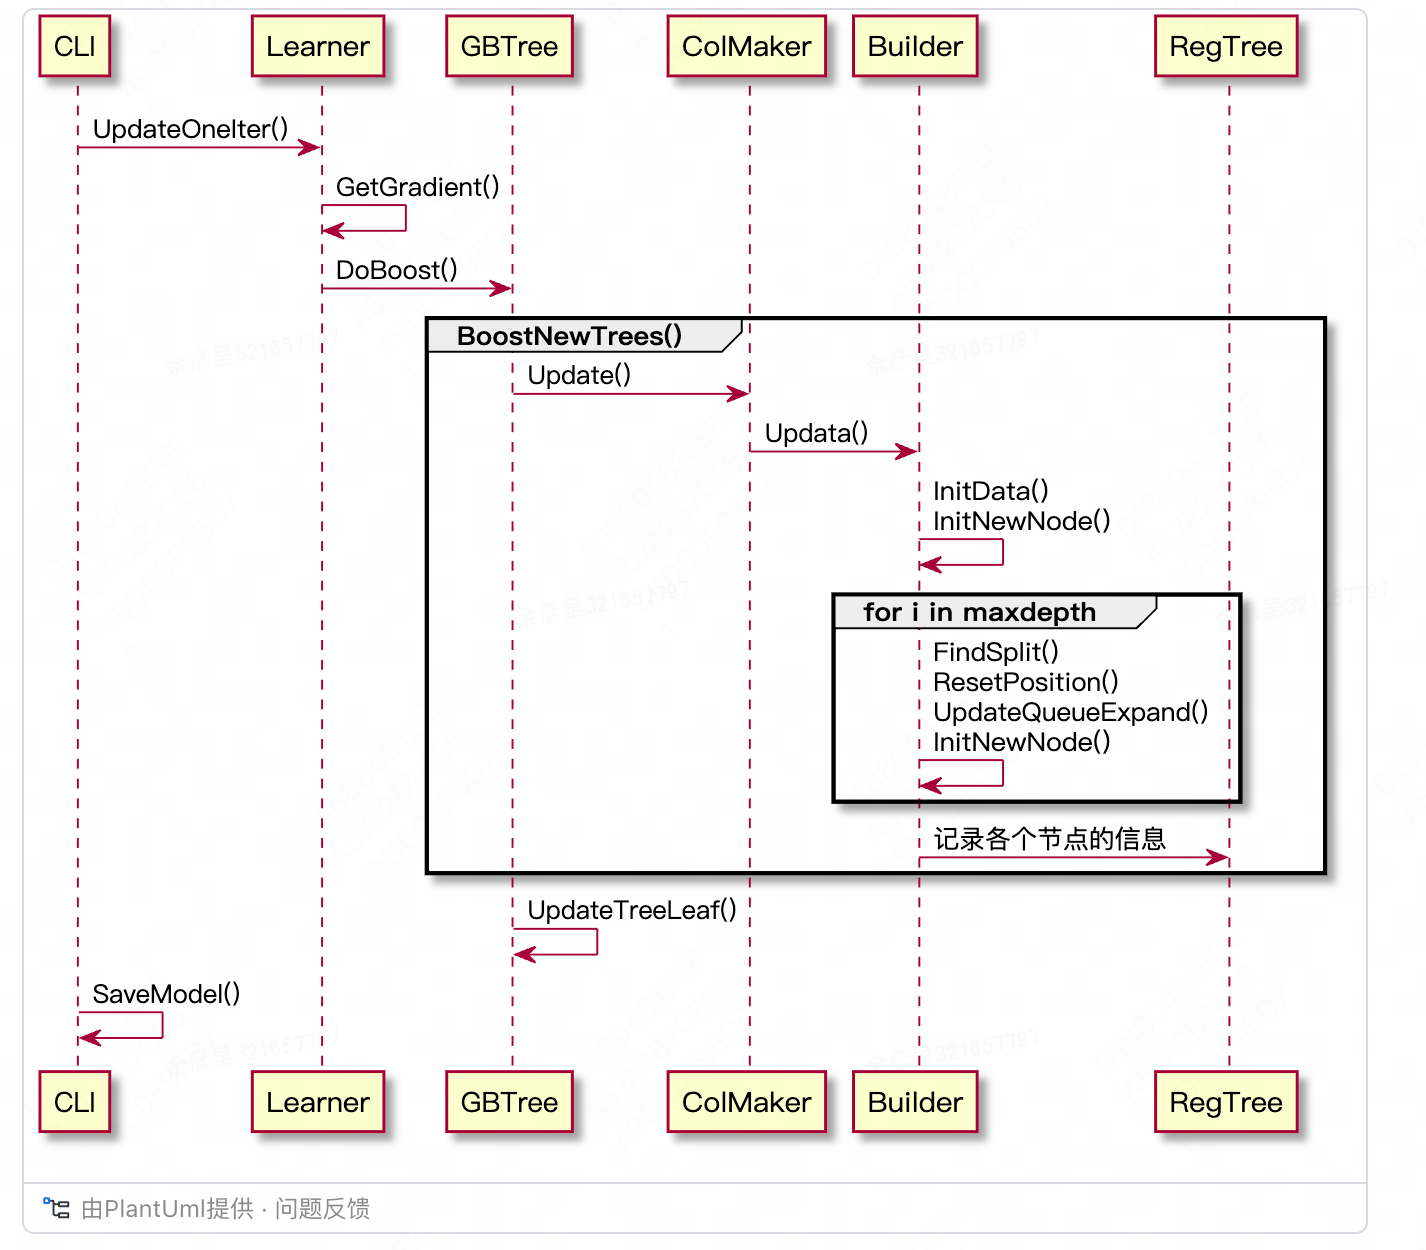 CLI Learner GBTree ColMaker Builder RegTree
UpdateOneIter()
GetGradient()
DoBoost()
BoostNewTrees()
Update()
Updata()
InitData()
InitNewNode()
for i in maxdepth
FindSplit()
ResetPosition()
UpdateQueueExpand()
InitNewNode()
记录各个节点的信息
UpdateTreeLeaf()
SaveModel()
CLI Learner GBTree ColMaker Builder RegTree
由PlantUml提供 · 问题反馈